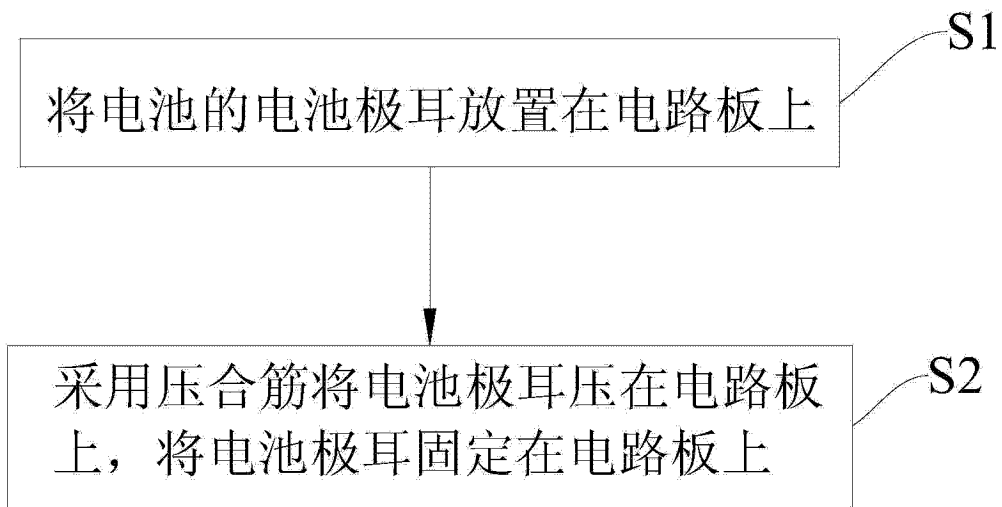 S1
将电池的电池极耳放置在电路板上
S2
采用压合筋将电池极耳压在电路板
上，将电池极耳固定在电路板上